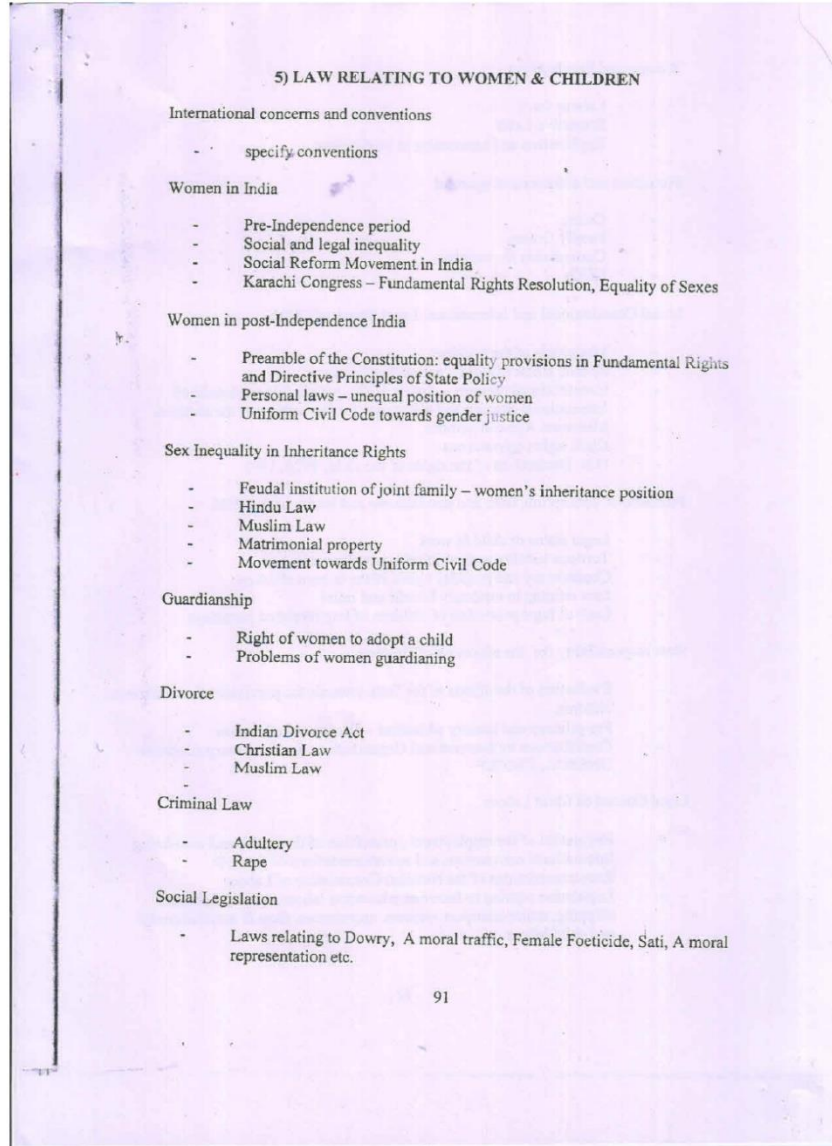 5) LAW RELATING TO WOMEN & CHILDREN
International concerns and conventions
- specify conventions
Women in India
- Pre-Independence period
- Social and legal inequality
- Social Reform Movement in India
- Karachi Congress – Fundamental Rights Resolution, Equality of Sexes
Women in post-Independence India
- Preamble of the Constitution: equality provisions in Fundamental Rights
and Directive Principles of State Policy
- Personal laws – unequal position of women
- Uniform Civil Code towards gender justice
Sex Inequality in Inheritance Rights
- Feudal institution of joint family – women's inheritance position
- Hindu Law
- Muslim Law
- Matrimonial property
- Movement towards Uniform Civil Code
Guardianship
- Right of women to adopt a child
- Problems of women guardianing
Divorce
- Indian Divorce Act
- Christian Law
- Muslim Law
-
Criminal Law
- Adultery
- Rape
Social Legislation
- Laws relating to Dowry, A moral traffic, Female Foeticide, Sati, A moral
representation etc.
91